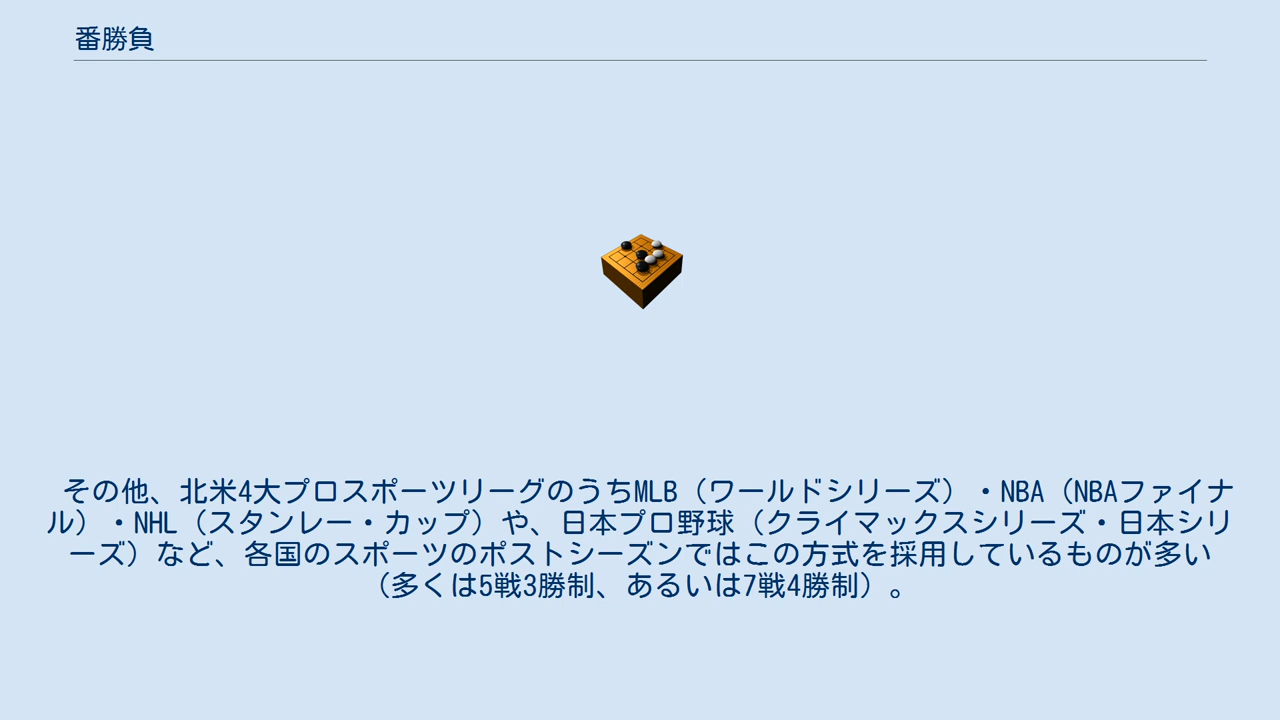 番勝負
その他、北米4大プロスポーツリーグのうちMLB（ワールドシリーズ）・NBA（NBAファイナ
ル）・NHL（スタンレー・カップ）や、日本プロ野球（クライマックスシリーズ・日本シリ
ーズ）など、各国のスポーツのポストシーズンではこの方式を採用しているものが多い
（多くは5戦3勝制、あるいは7戦4勝制）。